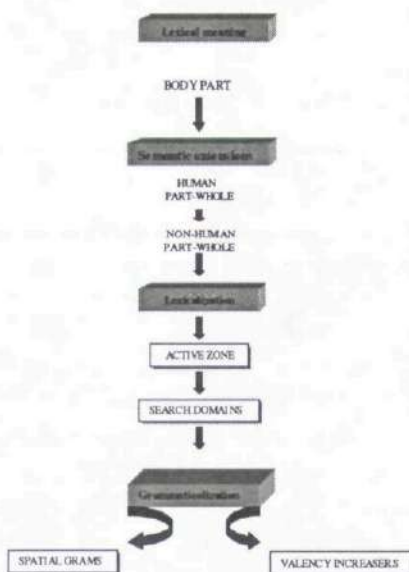 Lexical meaning
BODY PART
Semantic extensions
HUMAN
PART-WHOLE
NON-HUMAN
PART-WHOLE
Lexicalization
ACTIVE ZONE
SEARCH DOMAINS
Grammaticalization
SPATIAL GRAMS
VALENCY INCREASERS